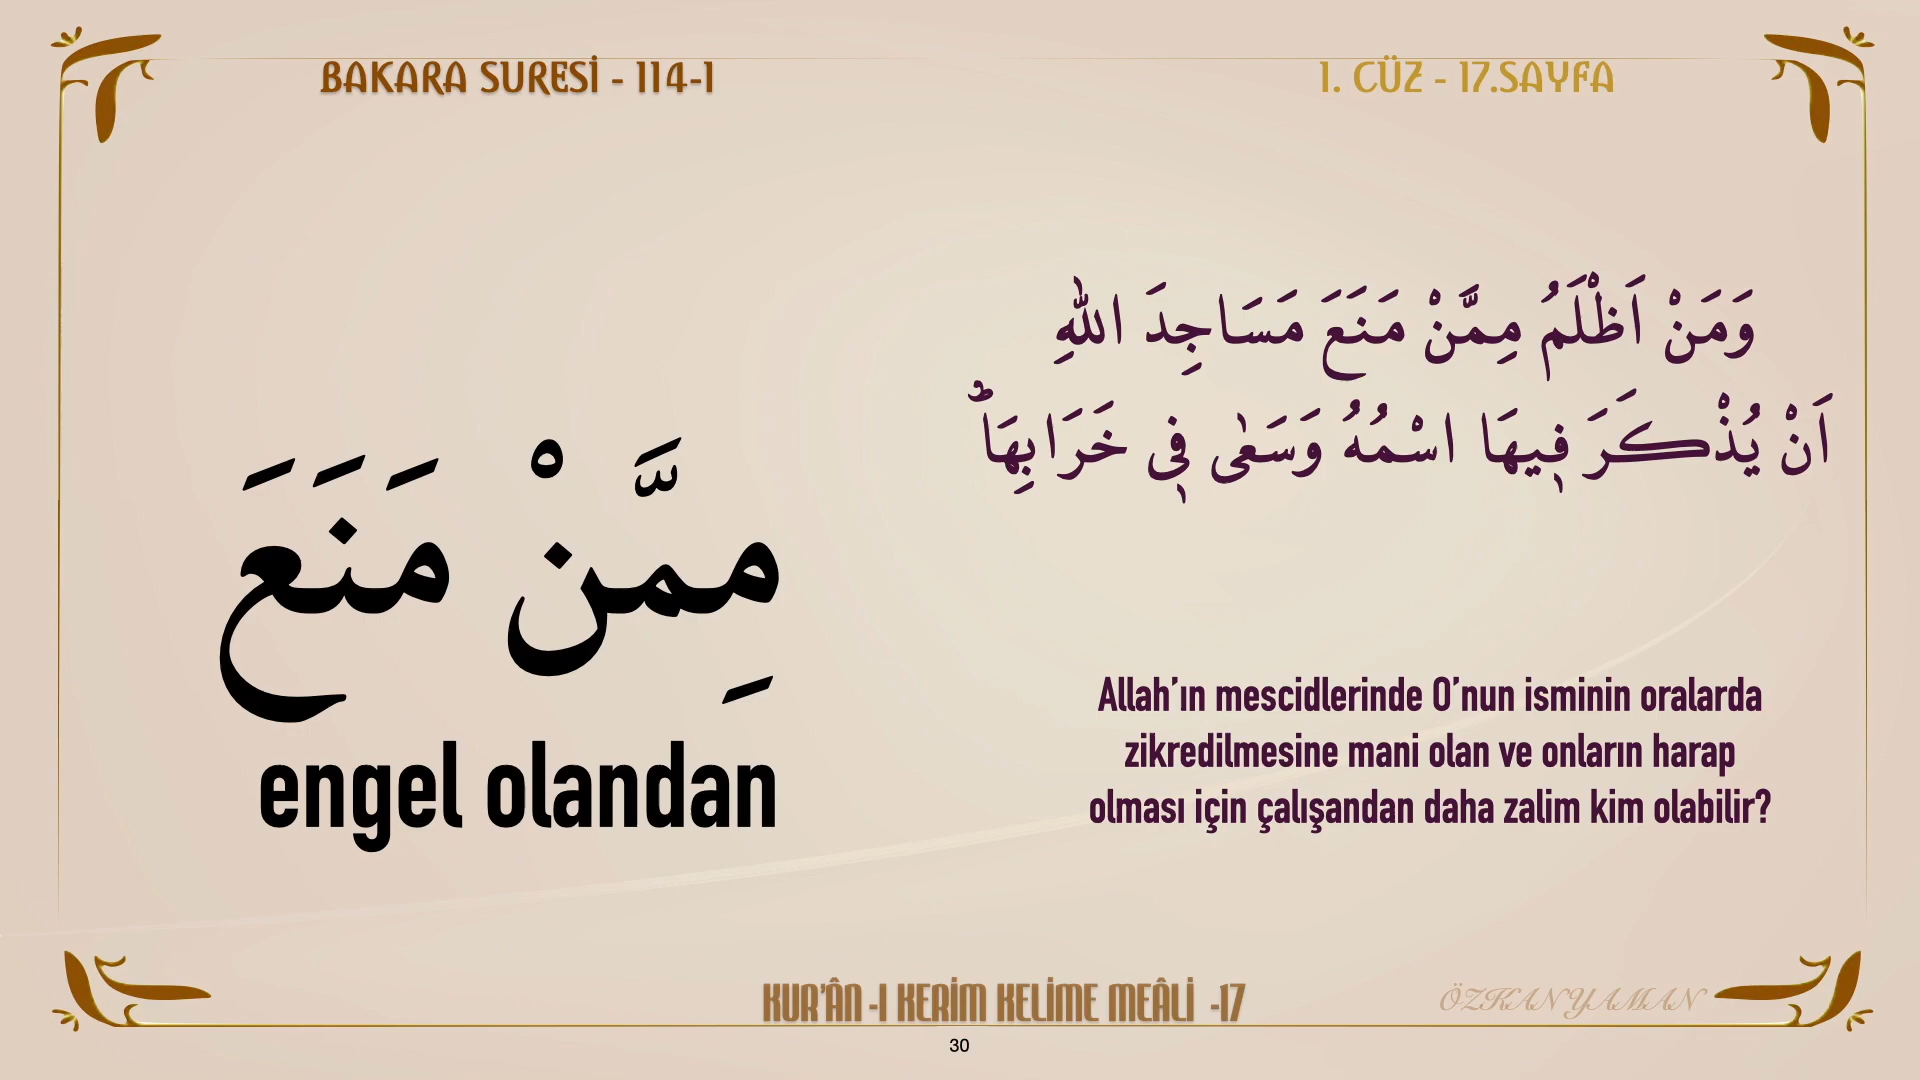 BAKARA SURESİ - 114-1
1. CÜZ - 17.SAYFA
وَمَنْ اَظْلَمُ مِمَّنْ مَنَعَ مَسَاجِدَ اللّٰهِ
اَنْ يُذْكَرَ ف۪يهَا اسْمُهُ وَسَعٰى ف۪ي خَرَابِهَاۜ
مِمَّنْ مَنَعَ
engel olandan
Allah’ın mescidlerinde O’nun isminin oralarda
zikredilmesine mani olan ve onların harap
olması için çalışandan daha zalim kim olabilir?
KUR’ÂN -I KERİM KELİME MEÂLİ -17
ÖZKAN YAMAN
30